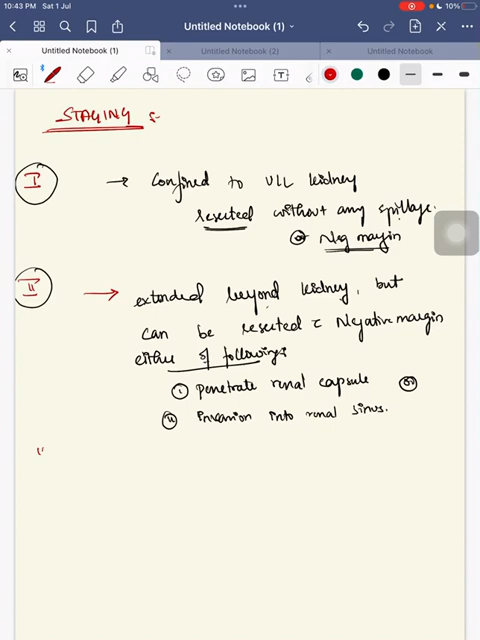 10:43 PM Sat 1 Jul
10%
Untitled Notebook (1)
Untitled Notebook (1)
Untitled Notebook (2)
Untitled Notebook
STAGING :-
I → Confined to U/L kidney
resected without any spillage.
Neg margin
II → extended beyond kidney, but
can be resected c Negative margin
either of followings
i penetrate renal capsule or
ii invasion into renal sinus.